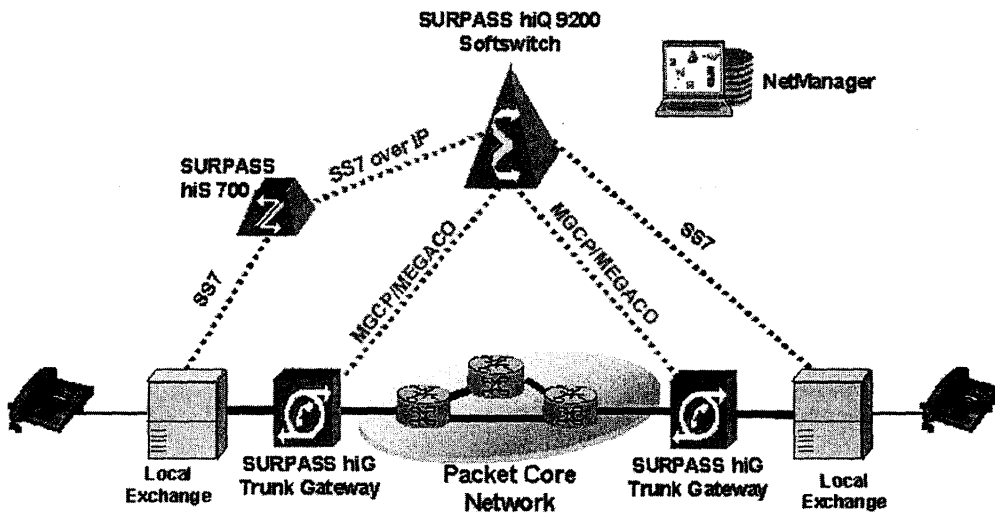 SURPASS hiQ 9200
Softswitch
NetManager
SURPASS
hiS 700
SS7 over IP
SS7
MGCP/MEGACO
MGCP/MEGACO
SS7
Local
Exchange
SURPASS hiG
Trunk Gateway
Packet Core
Network
SURPASS hiG
Trunk Gateway
Local
Exchange